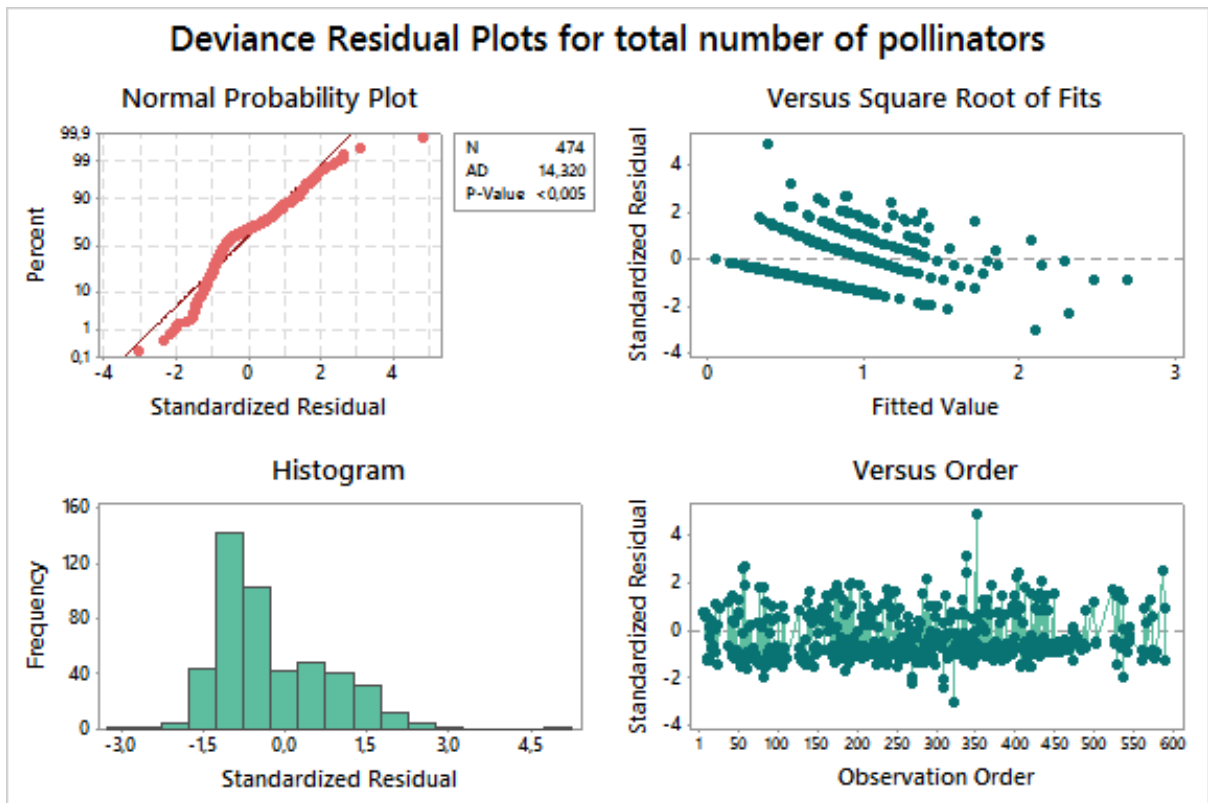 Deviance Residual Plots for total number of pollinators
Normal Probability Plot
99,9
99
90
50
10
1
0,1
Percent
-4 -2 0 2 4
Standardized Residual
N 474
AD 14,320
P-Value <0,005
Versus Square Root of Fits
4
2
0
-2
-4
Standardized Residual
0 1 2 3
Fitted Value
Histogram
160
120
80
40
0
Frequency
-3,0 -1,5 0,0 1,5 3,0 4,5
Standardized Residual
Versus Order
4
2
0
-2
-4
Standardized Residual
1 50 100 150 200 250 300 350 400 450 500 550 600
Observation Order